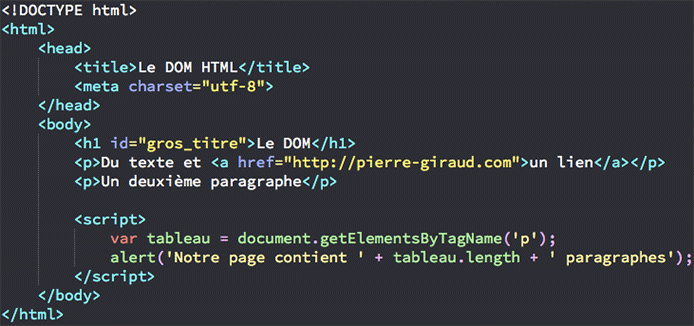 <!DOCTYPE html>
<html>
    <head>
        <title>Le DOM HTML</title>
        <meta charset="utf-8">
    </head>
    <body>
        <h1 id="gros_titre">Le DOM</h1>
        <p>Du texte et <a href="http://pierre-giraud.com">un lien</a></p>
        <p>Un deuxième paragraphe</p>

        <script>
            var tableau = document.getElementsByTagName('p');
            alert('Notre page contient ' + tableau.length + ' paragraphes');
        </script>
    </body>
</html>